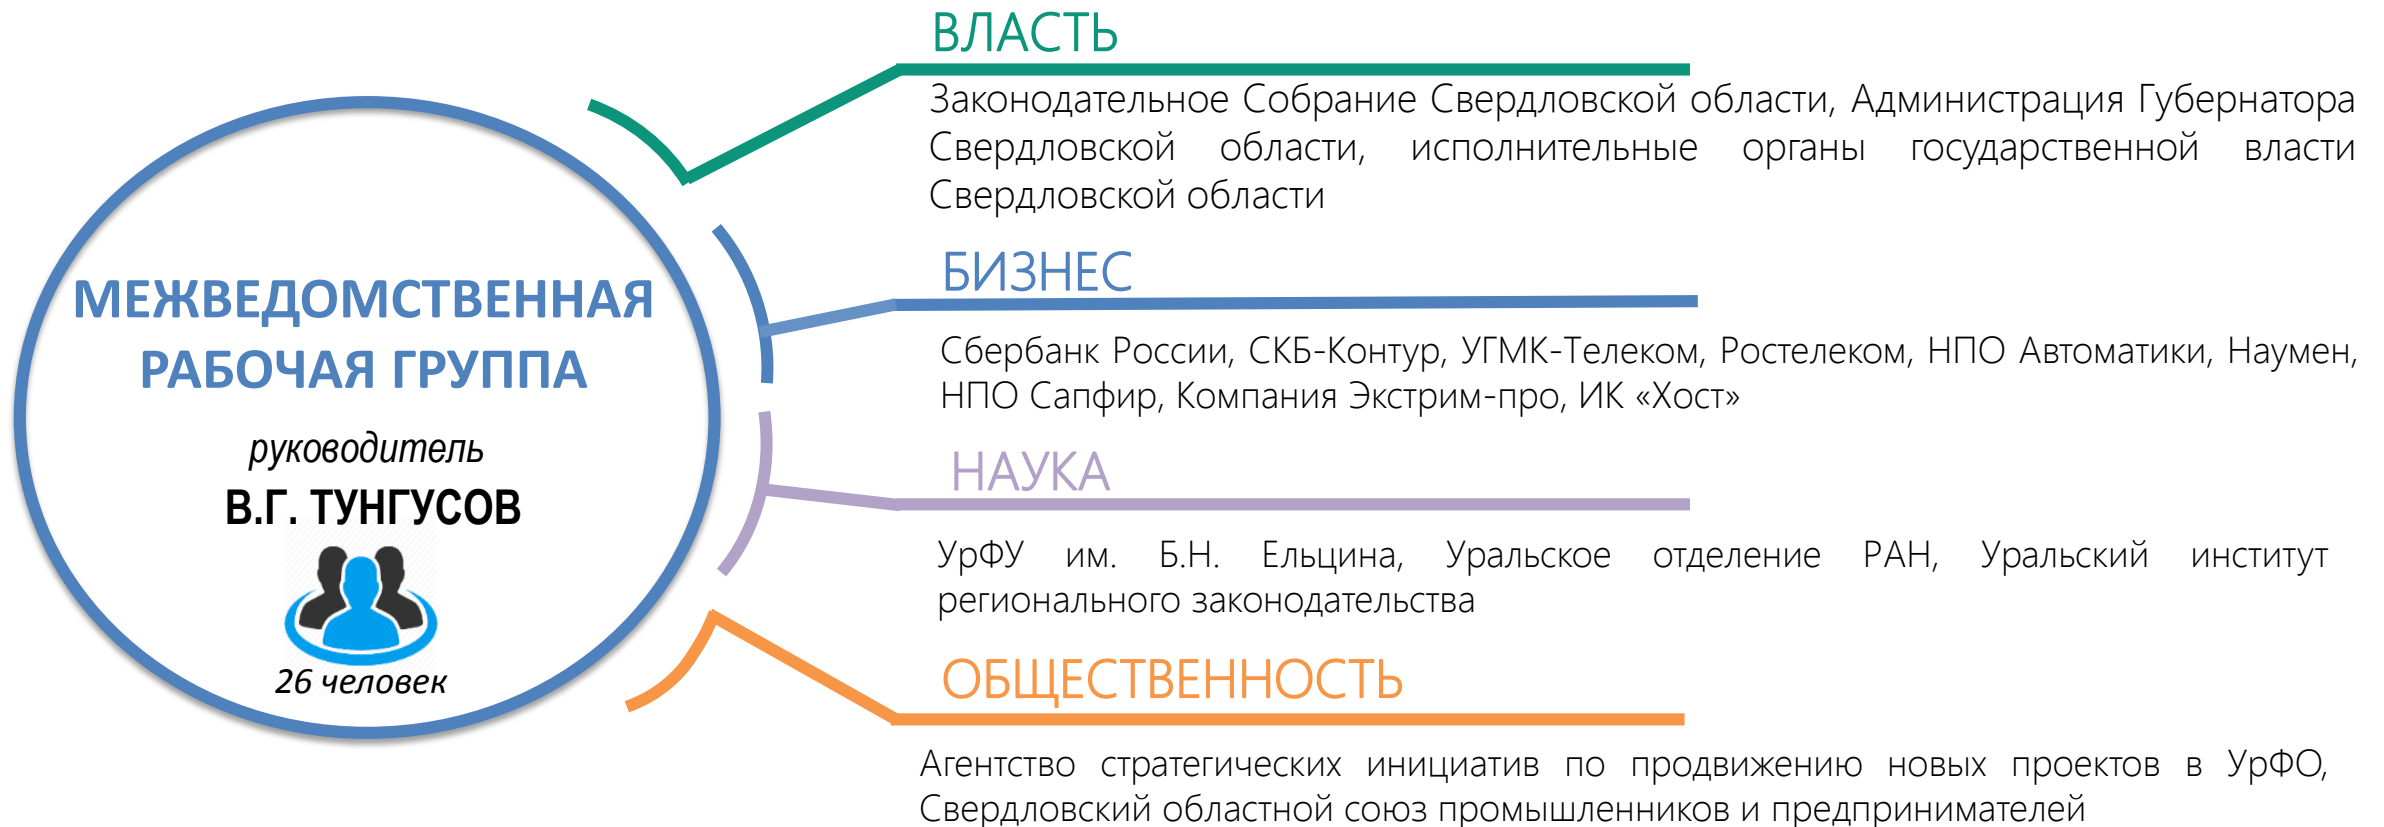 МЕЖВЕДОМСТВЕННАЯ
РАБОЧАЯ ГРУППА
руководитель
В.Г. ТУНГУСОВ
26 человек
ВЛАСТЬ
Законодательное Собрание Свердловской области, Администрация Губернатора
Свердловской области, исполнительные органы государственной власти
Свердловской области
БИЗНЕС
Сбербанк России, СКБ-Контур, УГМК-Телеком, Ростелеком, НПО Автоматики, Наумен,
НПО Сапфир, Компания Экстрим-про, ИК «Хост»
НАУКА
УрФУ им. Б.Н. Ельцина, Уральское отделение РАН, Уральский институт
регионального законодательства
ОБЩЕСТВЕННОСТЬ
Агентство стратегических инициатив по продвижению новых проектов в УрФО,
Свердловский областной союз промышленников и предпринимателей